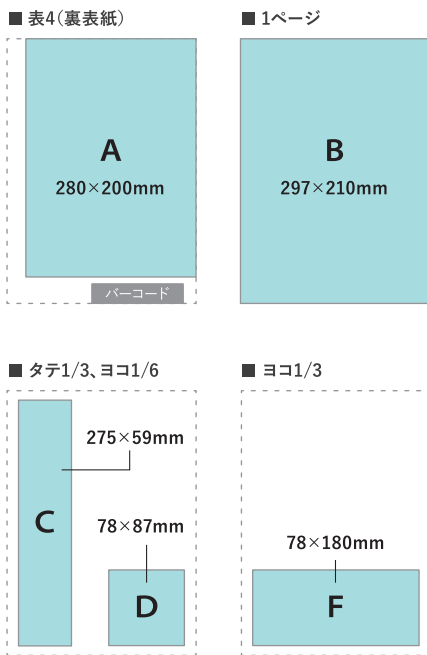 ■ 表4（裏表紙）
A
280×200mm
バーコード
■ 1ページ
B
297×210mm
■ タテ1/3、ヨコ1/6
275×59mm
C
78×87mm
D
■ ヨコ1/3
78×180mm
F